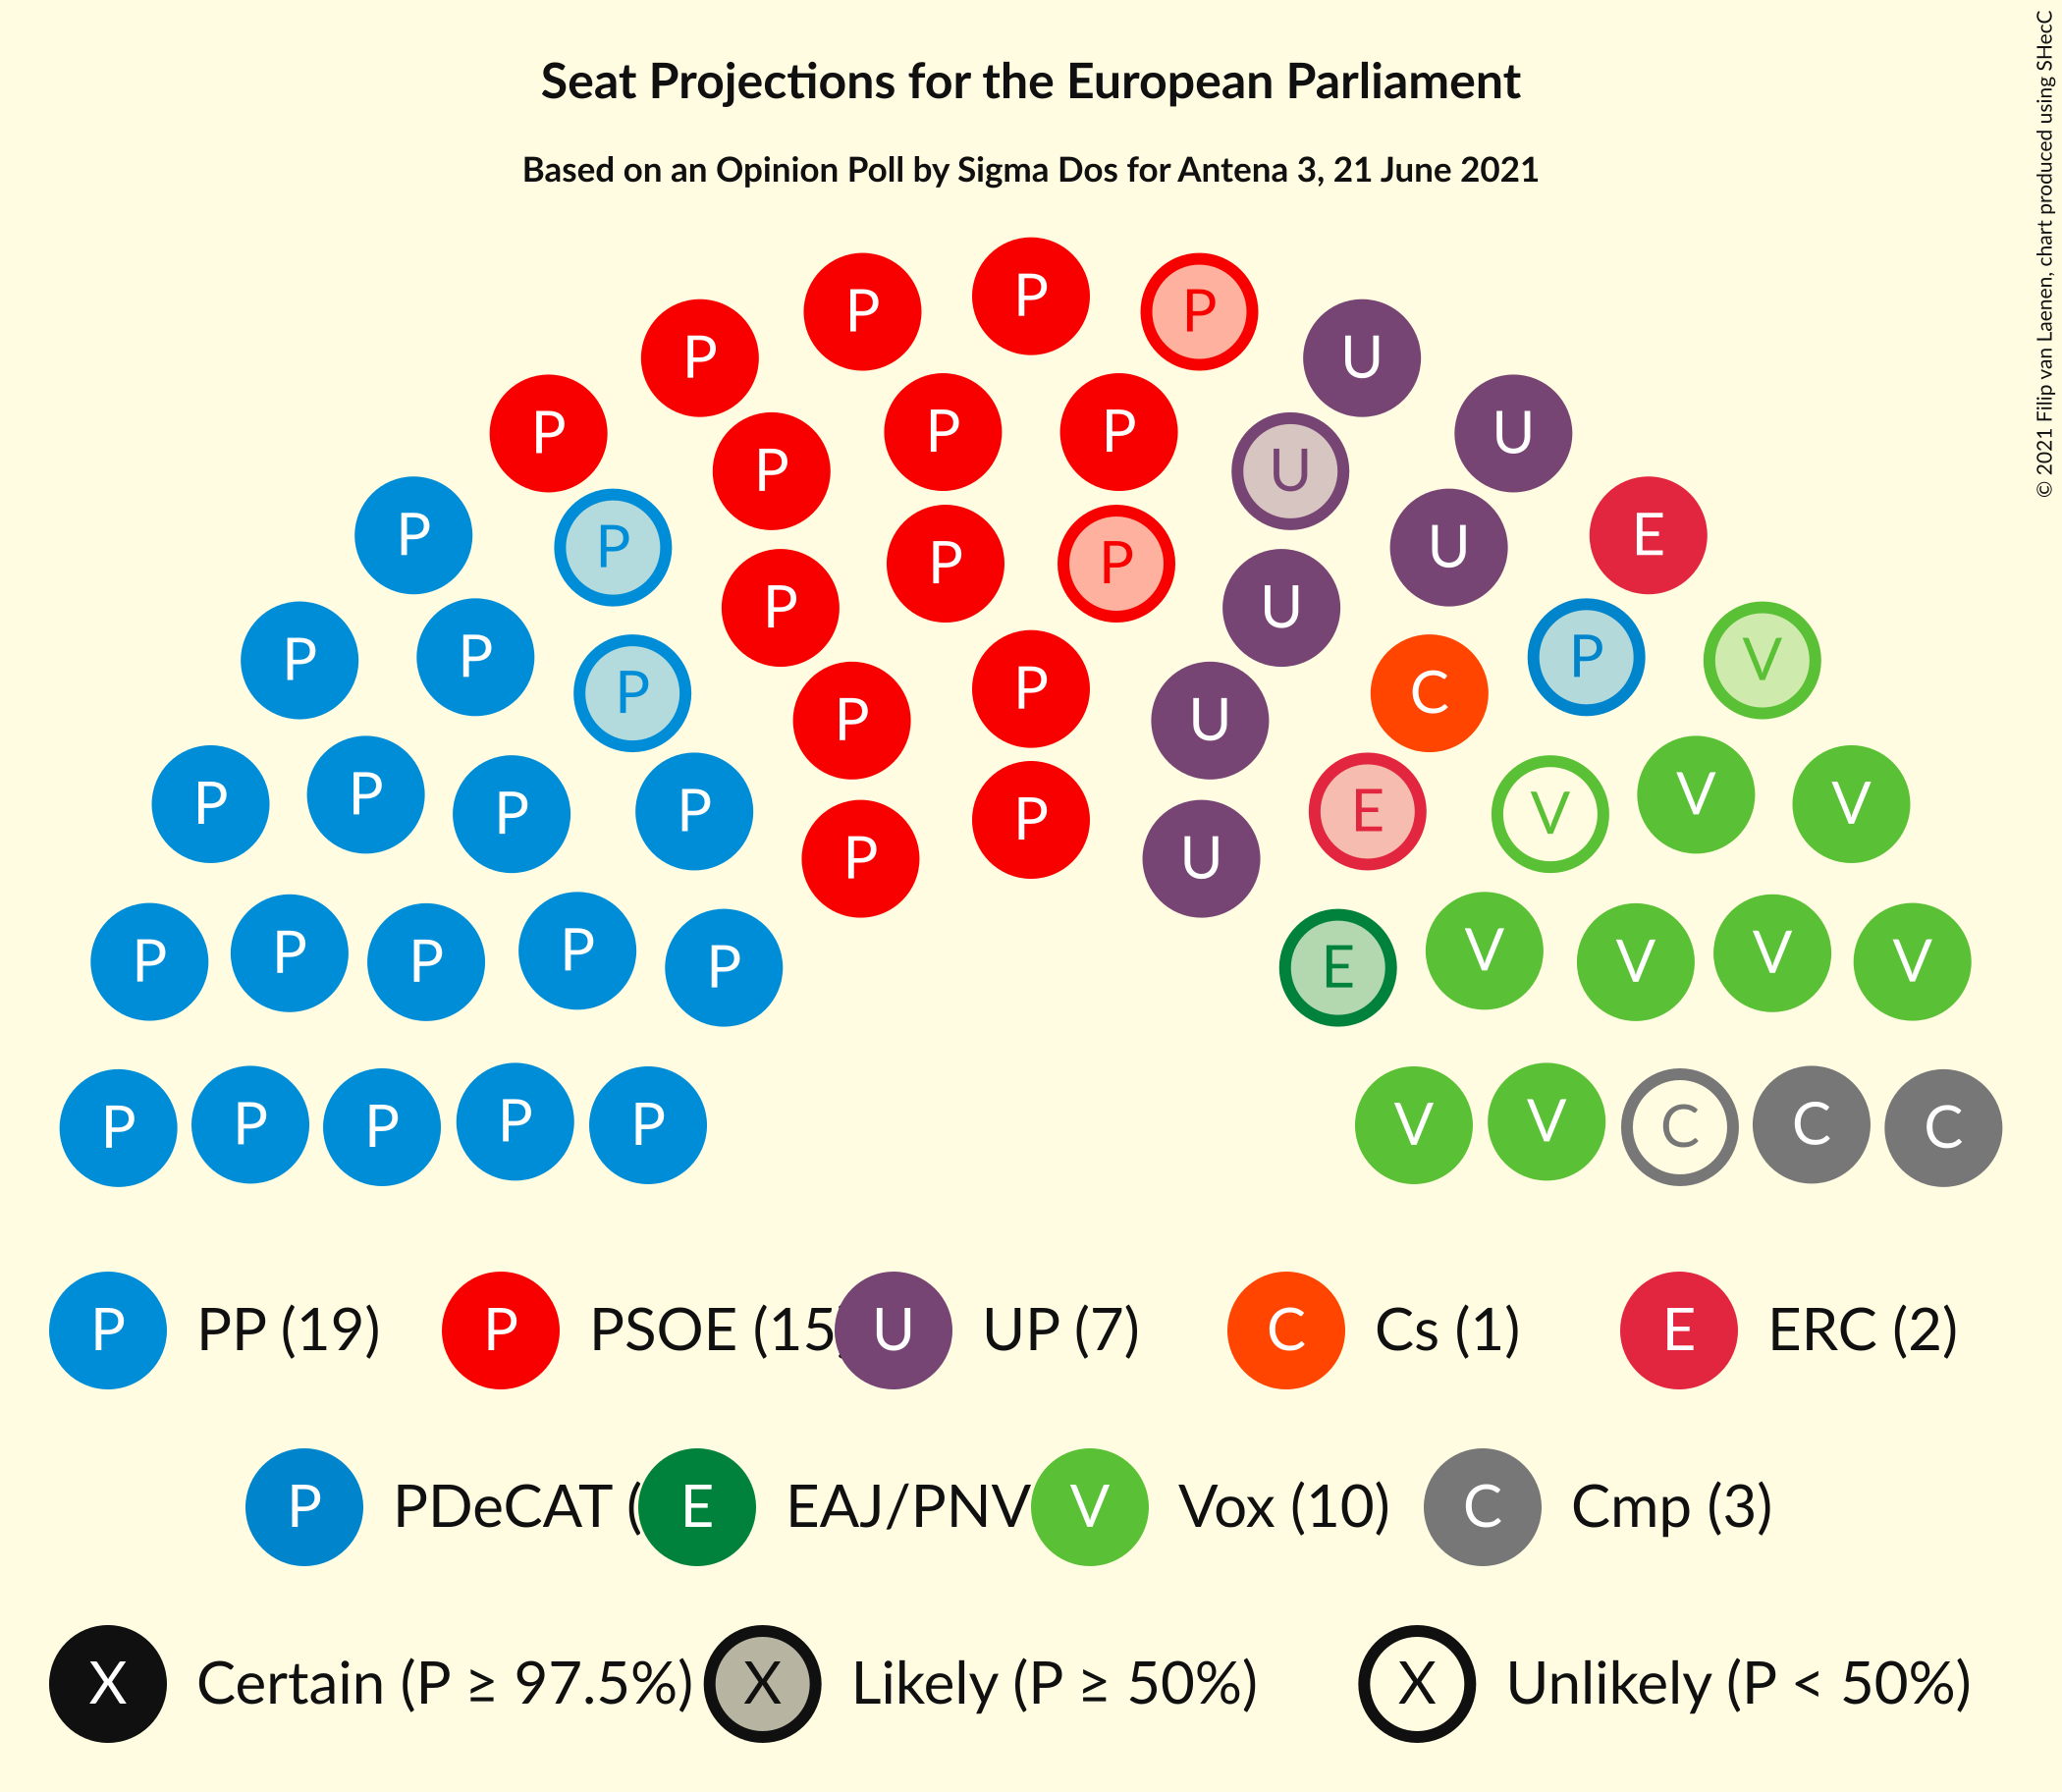 Seat Projections for the European Parliament
Based on an Opinion Poll by Sigma Dos for Antena 3, 21 June 2021
© 2021 Filip van Laenen, chart produced using SHecC
P P P
P U
P P P U
P U
P P U E
P P
P U
P P P V
P P C
P U
P P P P P E V V V
P U
P P P P P E V V V V
P P P P P V V C C C
P PP (19) P PSOE (15 U UP (7) C Cs (1) E ERC (2)
P PDeCAT ( E EAJ/PNV V Vox (10) C Cmp (3)
X Certain (P ≥ 97.5%) X Likely (P ≥ 50%) X Unlikely (P < 50%)